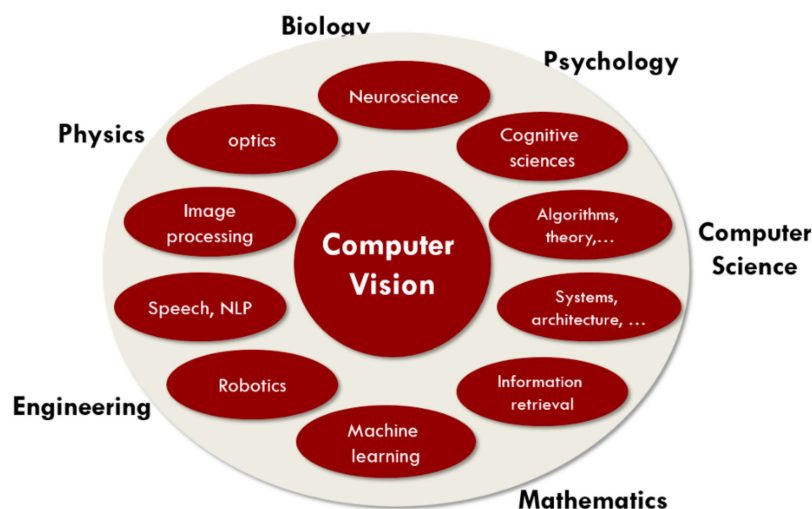 Biology
Psychology
Neuroscience
Physics
optics
Cognitive
sciences
Image
processing
Algorithms,
theory,...
Computer
Vision
Computer
Science
Speech, NLP
Systems,
architecture, ...
Robotics
Information
retrieval
Engineering
Machine
learning
Mathematics